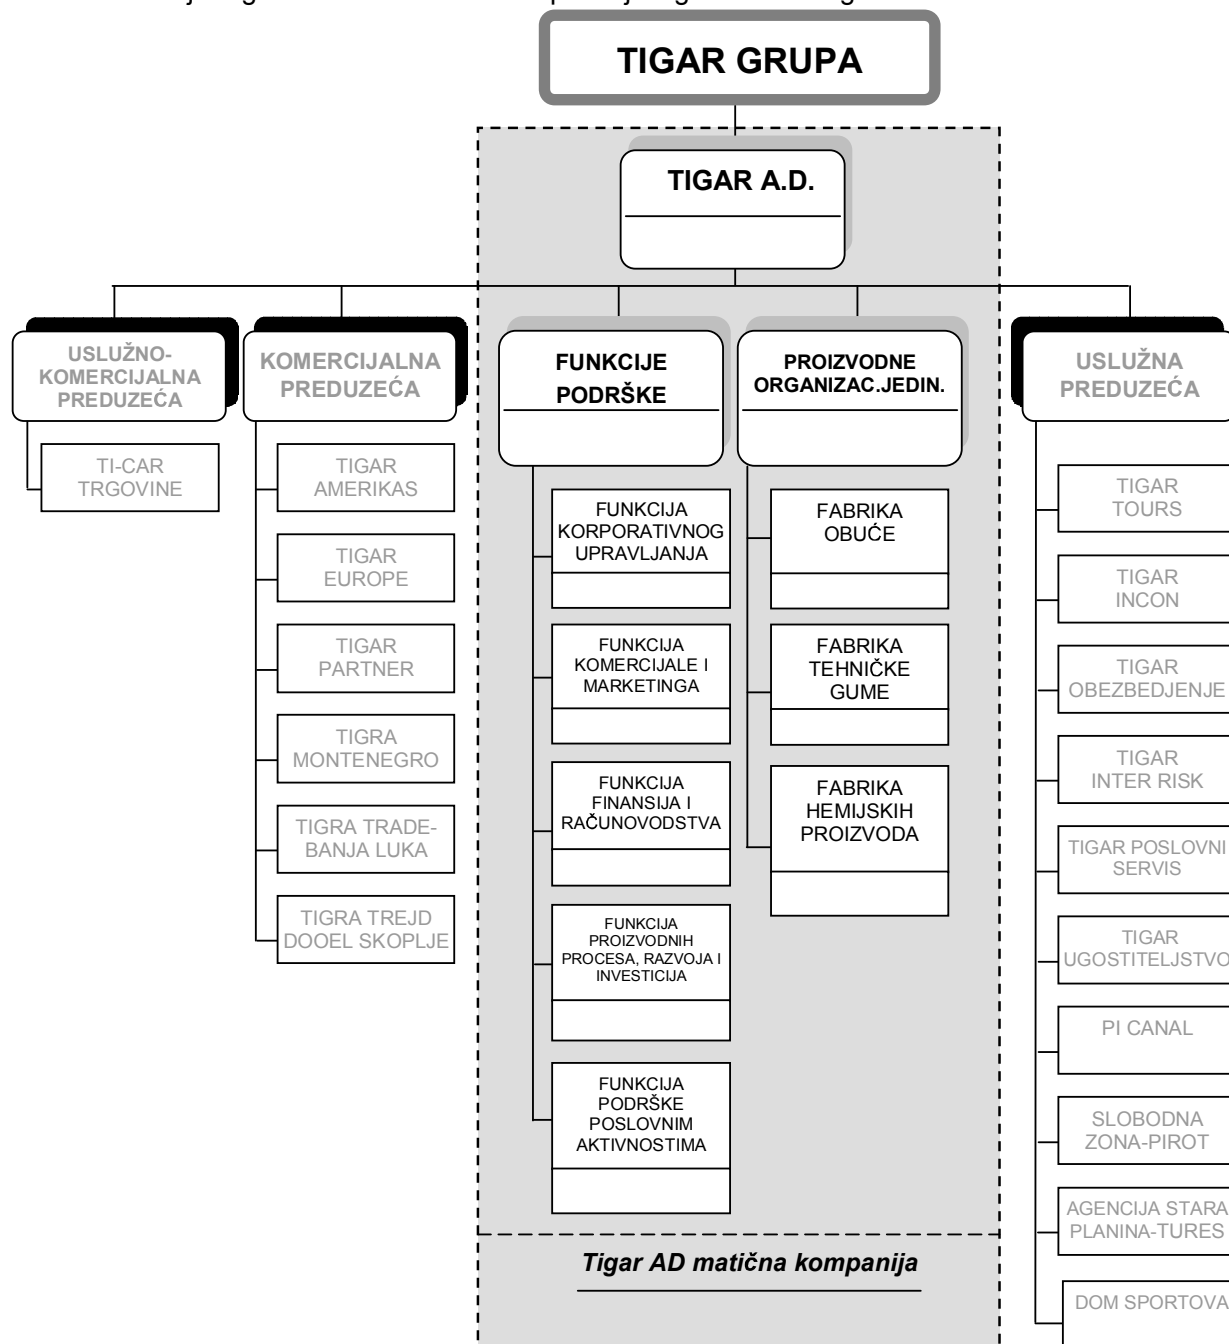 TIGAR GRUPA
TIGAR A.D.
USLUŽNO-
KOMERCIJALNA
PREDUZEĆA
TI-CAR
TRGOVINE
KOMERCIJALNA
PREDUZEĆA
TIGAR
AMERIKAS
TIGAR
EUROPE
TIGAR
PARTNER
TIGRA
MONTENEGRO
TIGRA TRADE-
BANJA LUKA
TIGRA TREJD
DOOEL SKOPLJE
FUNKCIJE
PODRŠKE
FUNKCIJA
KORPORATIVNOG
UPRAVLJANJA
FUNKCIJA
KOMERCIJALE I
MARKETINGA
FUNKCIJA
FINANSIJA I
RAČUNOVODSTVA
FUNKCIJA
PROIZVODNIH
PROCESA, RAZVOJA I
INVESTICIJA
FUNKCIJA
PODRŠKE
POSLOVNIM
AKTIVNOSTIMA
PROIZVODNE
ORGANIZAC.JEDIN.
FABRIKA
OBUĆE
FABRIKA
TEHNIČKE
GUME
FABRIKA
HEMIJSKIH
PROIZVODA
USLUŽNA
PREDUZEĆA
TIGAR
TOURS
TIGAR
INCON
TIGAR
OBEZBEDJENJE
TIGAR
INTER RISK
TIGAR POSLOVNI
SERVIS
TIGAR
UGOSTITELJSTVO
PI CANAL
SLOBODNA
ZONA-PIROT
AGENCIJA STARA
PLANINA-TURES
DOM SPORTOVA
Tigar AD matična kompanija